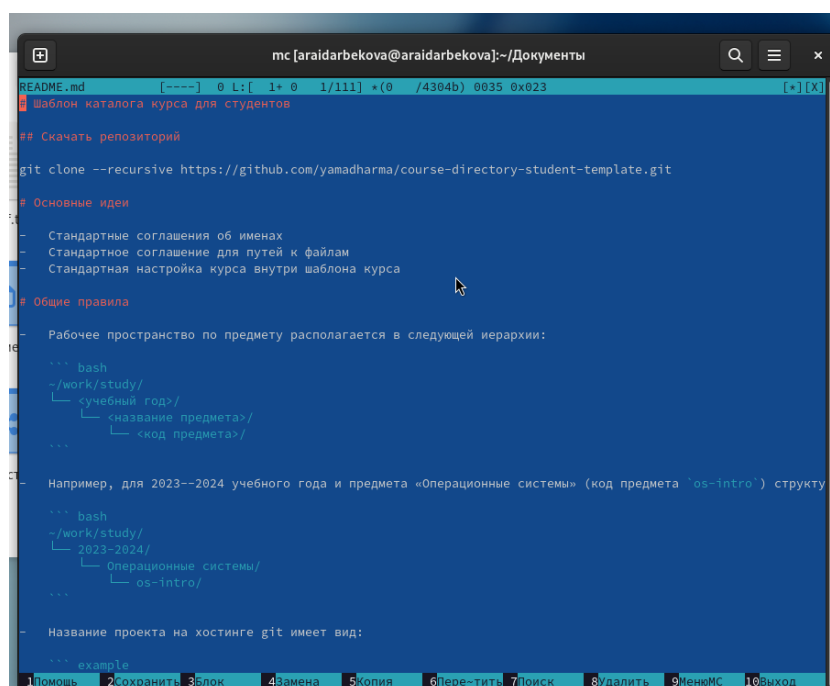 mc [araidarbekova@araidarbekova]:~/Документы
README.md [----] 0 L:[ 1+ 0 1/111] *(0 /4304b) 0035 0x023 [*][X]
# Шаблон каталога курса для студентов
## Скачать репозиторий
git clone --recursive https://github.com/yamadharma/course-directory-student-template.git
# Основные идеи
- Стандартные соглашения об именах
- Стандартное соглашение для путей к файлам
- Стандартная настройка курса внутри шаблона курса
# Общие правила
- Рабочее пространство по предмету располагается в следующей иерархии:
``` bash
~/work/study/
└── <учебный год>/
└── <название предмета>/
└── <код предмета>/
```
- Например, для 2023--2024 учебного года и предмета «Операционные системы» (код предмета `os-intro`) структу
``` bash
~/work/study/
└── 2023-2024/
└── Операционные системы/
└── os-intro/
```
- Название проекта на хостинге git имеет вид:
``` example
1Помощь 2Сохранить 3Блок 4Замена 5Копия 6Пере~тить 7Поиск 8Удалить 9МенюMC 10Выход